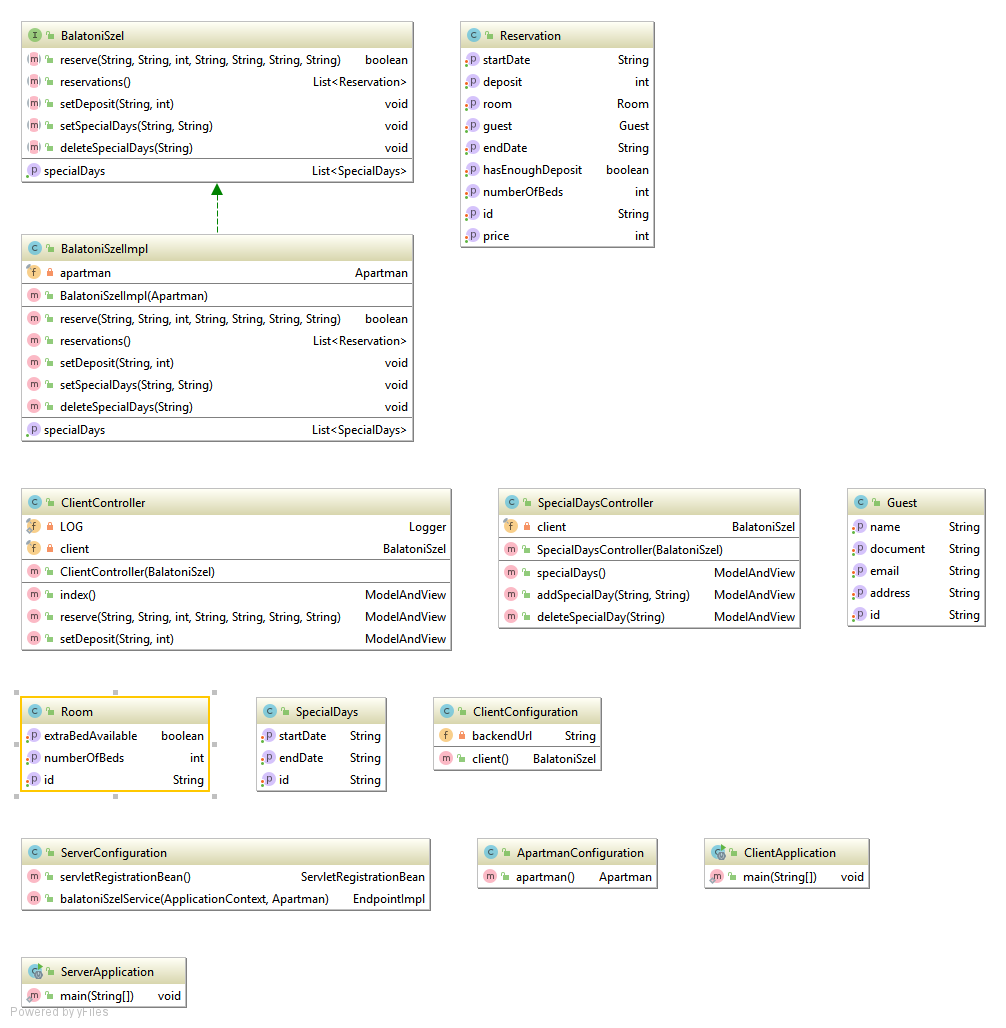 BalatoniSzel
reserve(String, String, int, String, String, String, String) boolean
reservations() List<Reservation>
setDeposit(String, int) void
setSpecialDays(String, String) void
deleteSpecialDays(String) void
specialDays List<SpecialDays>
Reservation
startDate String
deposit int
room Room
guest Guest
endDate String
hasEnoughDeposit boolean
numberOfBeds int
id String
price int
BalatoniSzelImpl
apartman Apartman
BalatoniSzelImpl(Apartman)
reserve(String, String, int, String, String, String, String) boolean
reservations() List<Reservation>
setDeposit(String, int) void
setSpecialDays(String, String) void
deleteSpecialDays(String) void
specialDays List<SpecialDays>
ClientController
LOG Logger
client BalatoniSzel
ClientController(BalatoniSzel)
index() ModelAndView
reserve(String, String, int, String, String, String, String) ModelAndView
setDeposit(String, int) ModelAndView
SpecialDaysController
client BalatoniSzel
SpecialDaysController(BalatoniSzel)
specialDays() ModelAndView
addSpecialDay(String, String) ModelAndView
deleteSpecialDay(String) ModelAndView
Guest
name String
document String
email String
address String
id String
Room
extraBedAvailable boolean
numberOfBeds int
id String
SpecialDays
startDate String
endDate String
id String
ClientConfiguration
backendUrl String
client() BalatoniSzel
ServerConfiguration
servletRegistrationBean() ServletRegistrationBean
balatoniSzelService(ApplicationContext, Apartman) EndpointImpl
ApartmanConfiguration
apartman() Apartman
ClientApplication
main(String[]) void
ServerApplication
main(String[]) void
Powered by yFiles